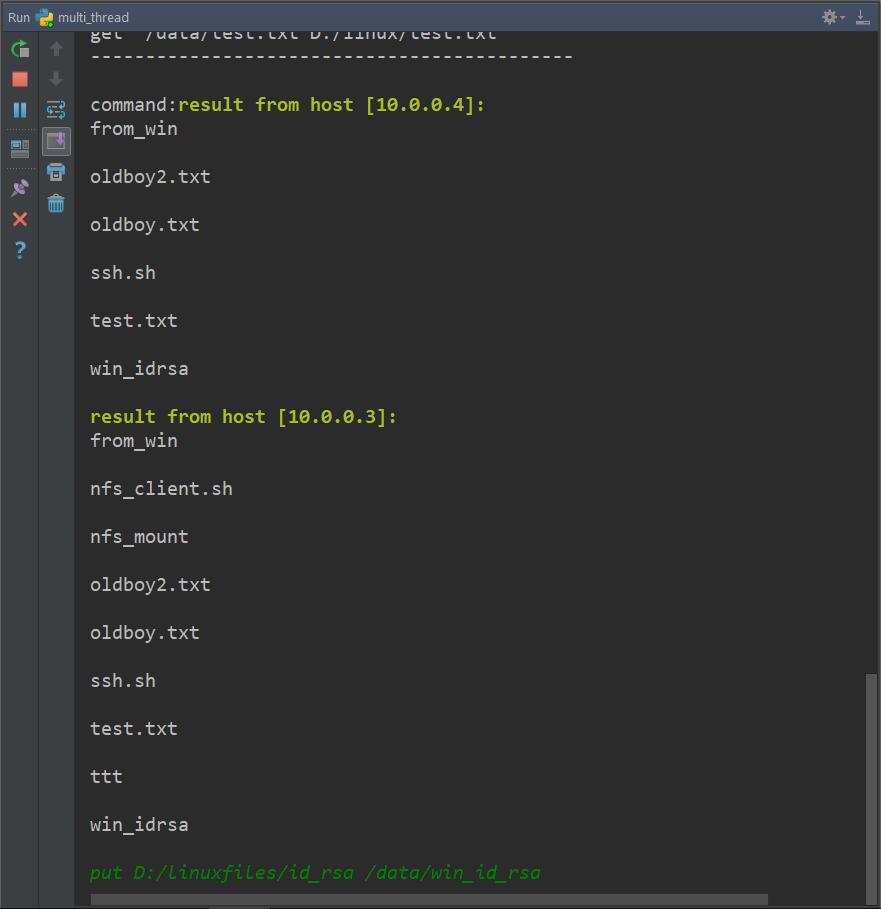 Run multi_thread
get /data/test.txt D:/linux/test.txt
--------------------------------------------
command:result from host [10.0.0.4]:
from_win
oldboy2.txt
oldboy.txt
ssh.sh
test.txt
win_idrsa
result from host [10.0.0.3]:
from_win
nfs_client.sh
nfs_mount
oldboy2.txt
oldboy.txt
ssh.sh
test.txt
ttt
win_idrsa
put D:/linuxfiles/id_rsa /data/win_id_rsa